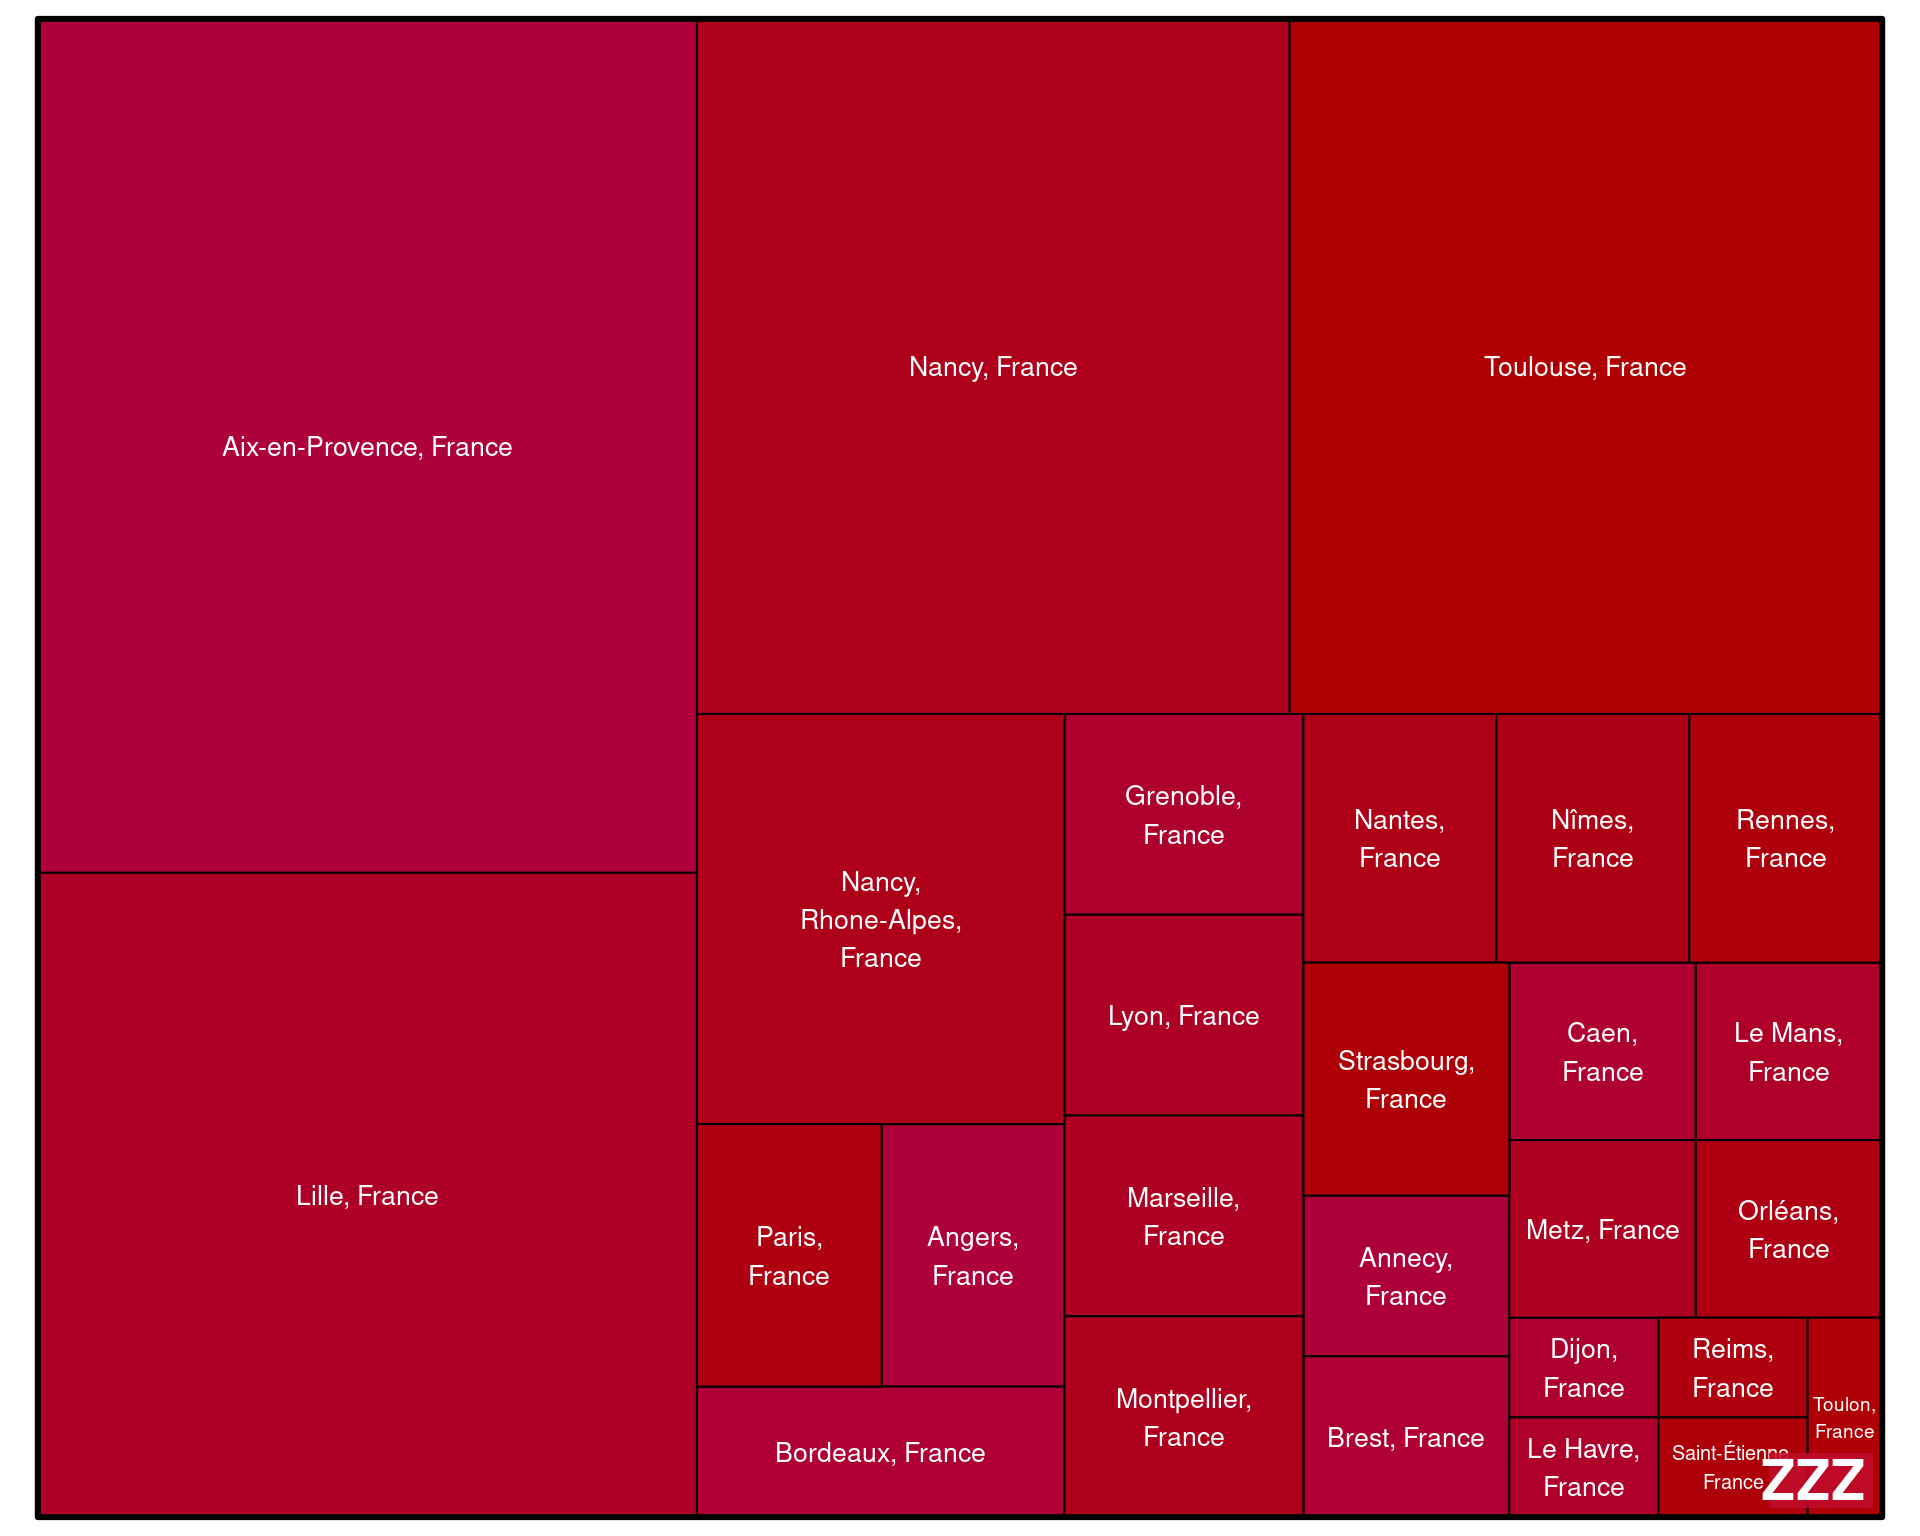 Aix-en-Provence, France
Nancy, France
Toulouse, France
Lille, France
Nancy,
Rhone-Alpes,
France
Grenoble,
France
Nantes,
France
Nîmes,
France
Rennes,
France
Lyon, France
Strasbourg,
France
Caen,
France
Le Mans,
France
Paris,
France
Angers,
France
Marseille,
France
Annecy,
France
Metz, France
Orléans,
France
Bordeaux, France
Montpellier,
France
Brest, France
Dijon,
France
Reims,
France
Toulon,
France
Le Havre,
France
Saint-Étienne,
France
ZZZ